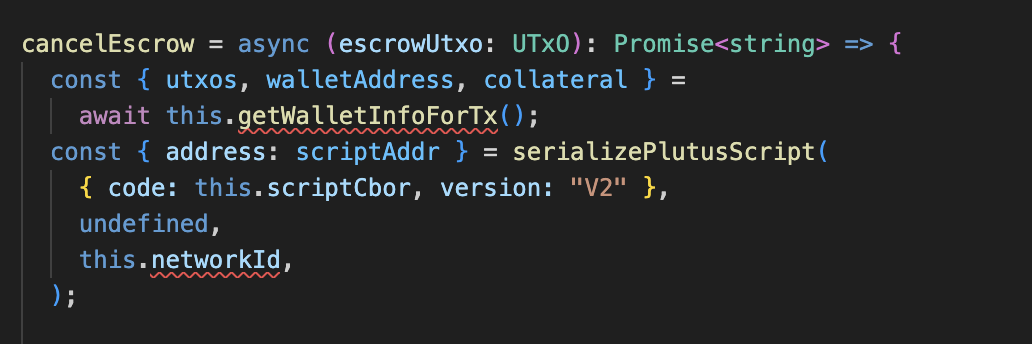 cancelEscrow = async (escrowUtxo: UTxO): Promise<string> => {
const { utxos, walletAddress, collateral } =
await this.getWalletInfoForTx();
const { address: scriptAddr } = serializePlutusScript(
{ code: this.scriptCbor, version: "V2" },
undefined,
this.networkId,
);